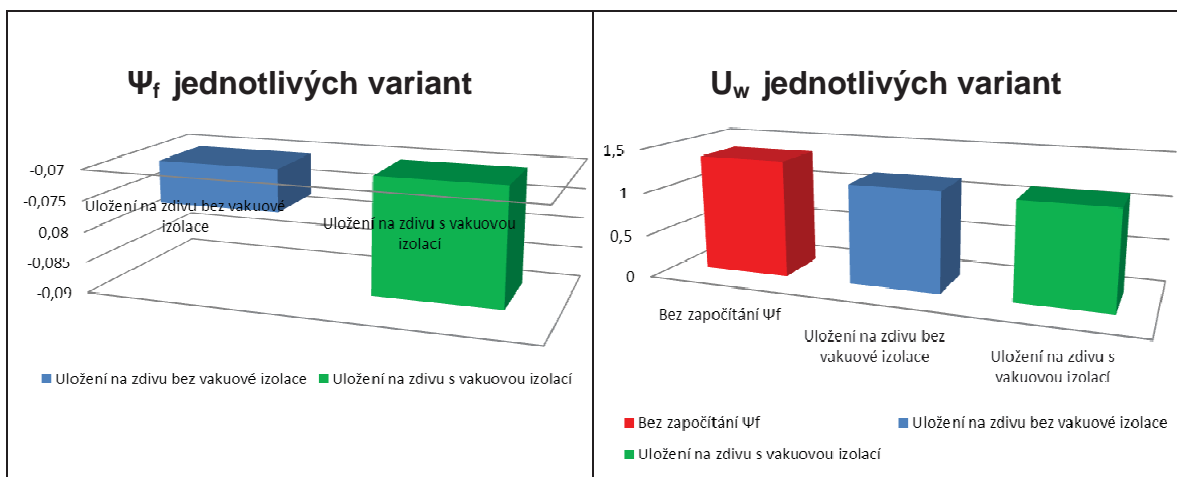 Ψf jednotlivých variant
-0,07
-0,075
0,08
-0,085
-0,09
Uložení na zdivu bez vakuové
izolace
Uložení na zdivu s vakuovou
izolací
Uložení na zdivu bez vakuové izolace
Uložení na zdivu s vakuovou izolací
Uw jednotlivých variant
1,5
1
0,5
0
Bez započítání Ψf
Uložení na zdivu bez
vakuové izolace
Uložení na zdivu s
vakuovou izolací
Bez započítání Ψf
Uložení na zdivu bez vakuové izolace
Uložení na zdivu s vakuovou izolací